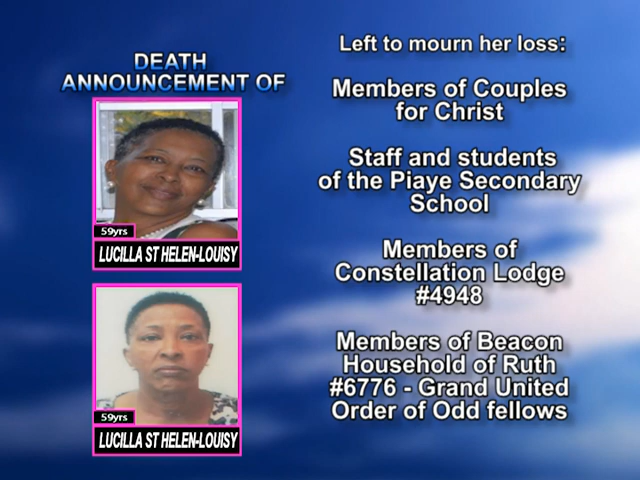 DEATH
ANNOUNCEMENT OF
59yrs
LUCILLA ST HELEN-LOUISY
59yrs
LUCILLA ST HELEN-LOUISY
Left to mourn her loss:
Members of Couples
for Christ
Staff and students
of the Piaye Secondary
School
Members of
Constellation Lodge
#4948
Members of Beacon
Household of Ruth
#6776 - Grand United
Order of Odd fellows